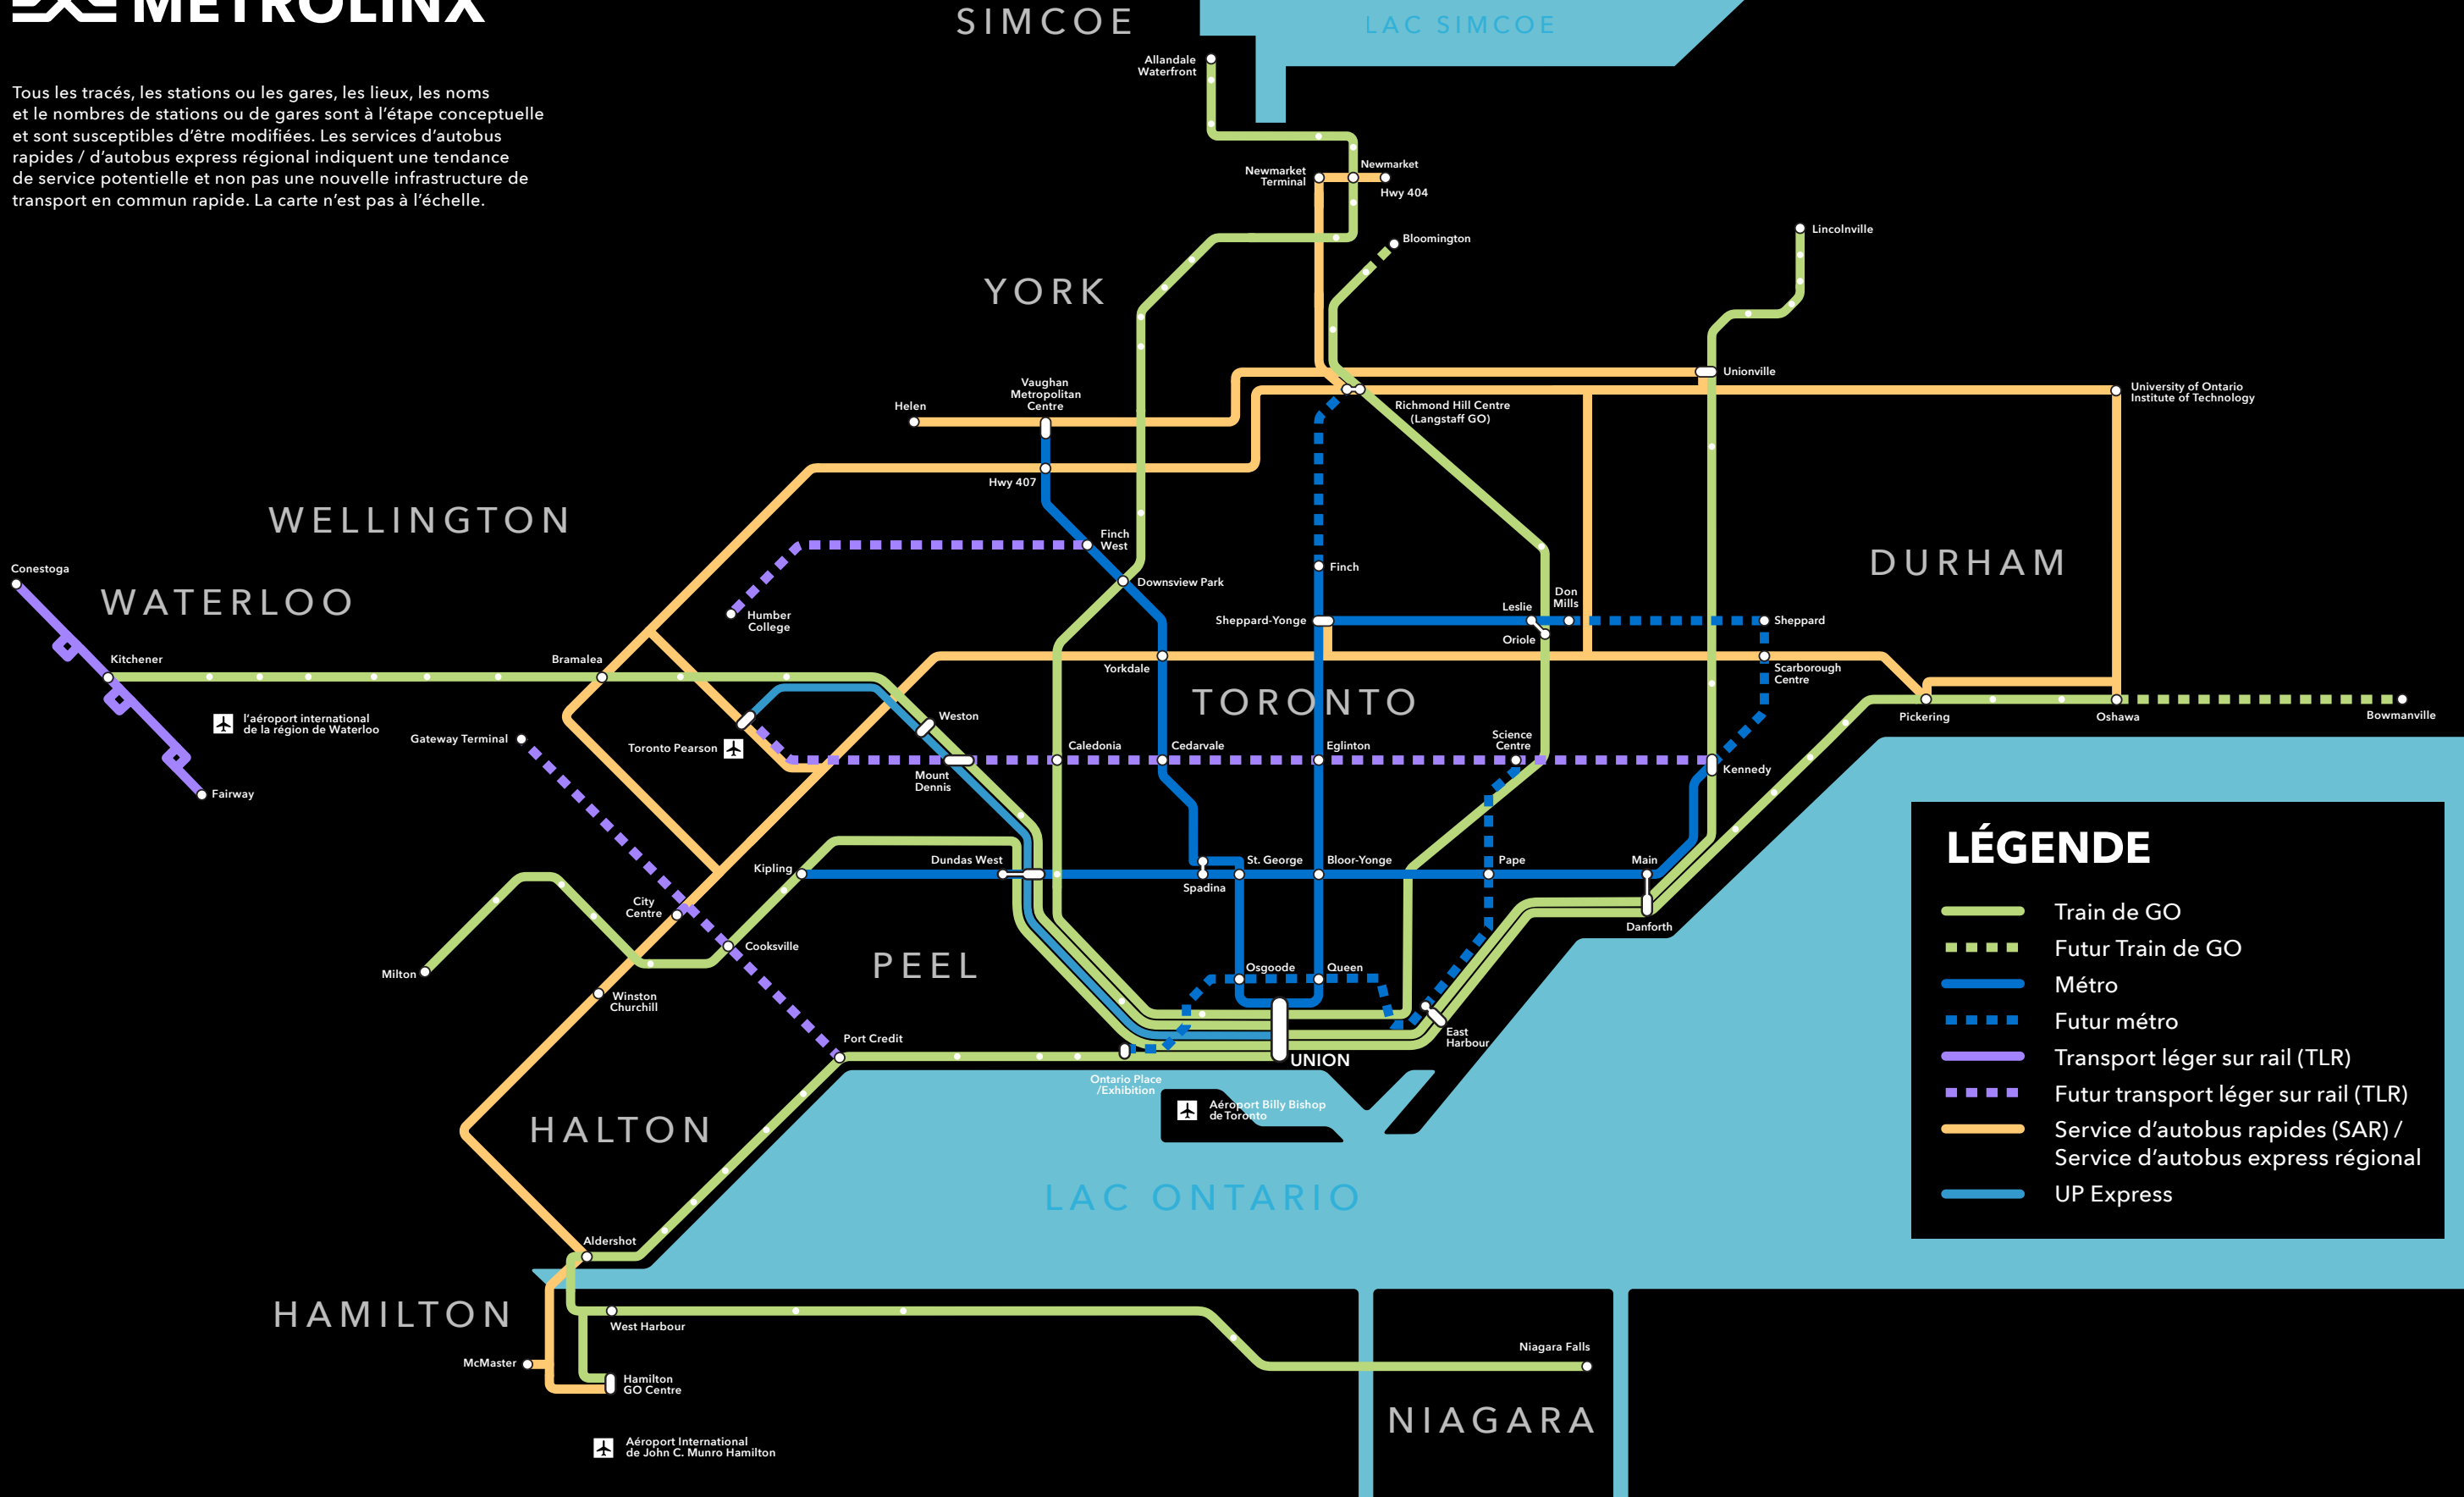 METROLINX
Tous les tracés, les stations ou les gares, les lieux, les noms
et le nombres de stations ou de gares sont à l'étape conceptuelle
et sont susceptibles d'être modifiées. Les services d'autobus
rapides / d'autobus express régional indiquent une tendance
de service potentielle et non pas une nouvelle infrastructure de
transport en commun rapide. La carte n'est pas à l'échelle.
SIMCOE
LAC SIMCOE
Allandale
Waterfront
Newmarket
Terminal
Newmarket
Hwy 404
Bloomington
Lincolnville
YORK
Vaughan
Metropolitan
Centre
Helen
Unionville
University of Ontario
Institute of Technology
Richmond Hill Centre
(Langstaff GO)
Hwy 407
WELLINGTON
Finch
West
Downsview Park
Finch
DURHAM
Conestoga
WATERLOO
Humber
College
Sheppard-Yonge
Leslie
Don
Mills
Oriole
Sheppard
Kitchener
Bramalea
Yorkdale
Scarborough
Centre
TORONTO
l'aéroport international
de la région de Waterloo
Gateway Terminal
Toronto Pearson
Weston
Mount
Dennis
Caledonia
Cedarvale
Eglinton
Science
Centre
Kennedy
Pickering
Oshawa
Bowmanville
Fairway
Kipling
Dundas West
Spadina
St. George
Bloor-Yonge
Pape
Main
Danforth
City
Centre
Cooksville
PEEL
Milton
Winston
Churchill
Osgoode
Queen
East
Harbour
Port Credit
UNION
Ontario Place
/Exhibition
Aéroport Billy Bishop
de Toronto
HALTON
LAC ONTARIO
LÉGENDE
Train de GO
Futur Train de GO
Métro
Futur métro
Transport léger sur rail (TLR)
Futur transport léger sur rail (TLR)
Service d'autobus rapides (SAR) /
Service d'autobus express régional
UP Express
Aldershot
HAMILTON
West Harbour
McMaster
Hamilton
GO Centre
Niagara Falls
NIAGARA
Aéroport International
de John C. Munro Hamilton